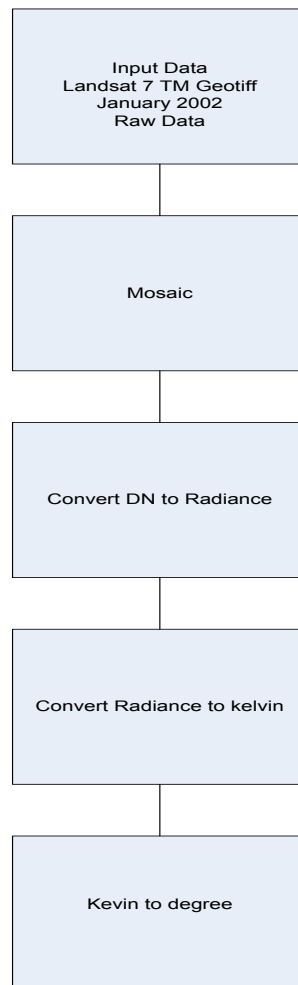 Input Data
Landsat 7 TM Geotiff
January 2002
Raw Data
Mosaic
Convert DN to Radiance
Convert Radiance to kelvin
Kevin to degree